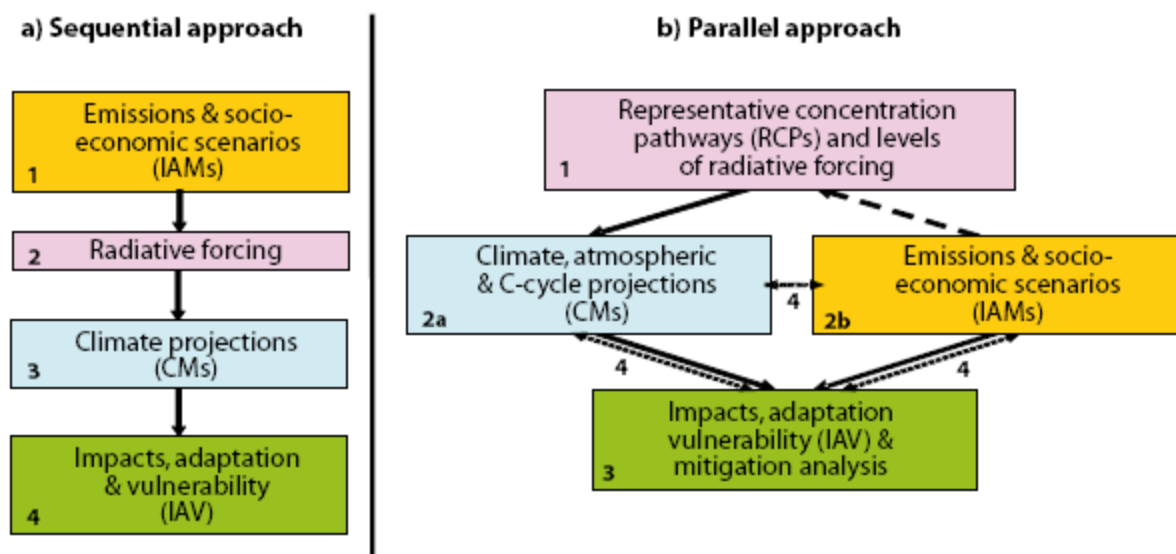 a) Sequential approach
Emissions & socio-
economic scenarios
(IAMs)
1
2
Radiative forcing
Climate projections
(CMs)
3
Impacts, adaptation
& vulnerability
(IAV)
4
b) Parallel approach
Representative concentration
pathways (RCPs) and levels
of radiative forcing
1
Climate, atmospheric
& C-cycle projections
(CMs)
2a
4
Emissions & socio-
economic scenarios
(IAMs)
2b
4
4
Impacts, adaptation
vulnerability (IAV) &
mitigation analysis
3